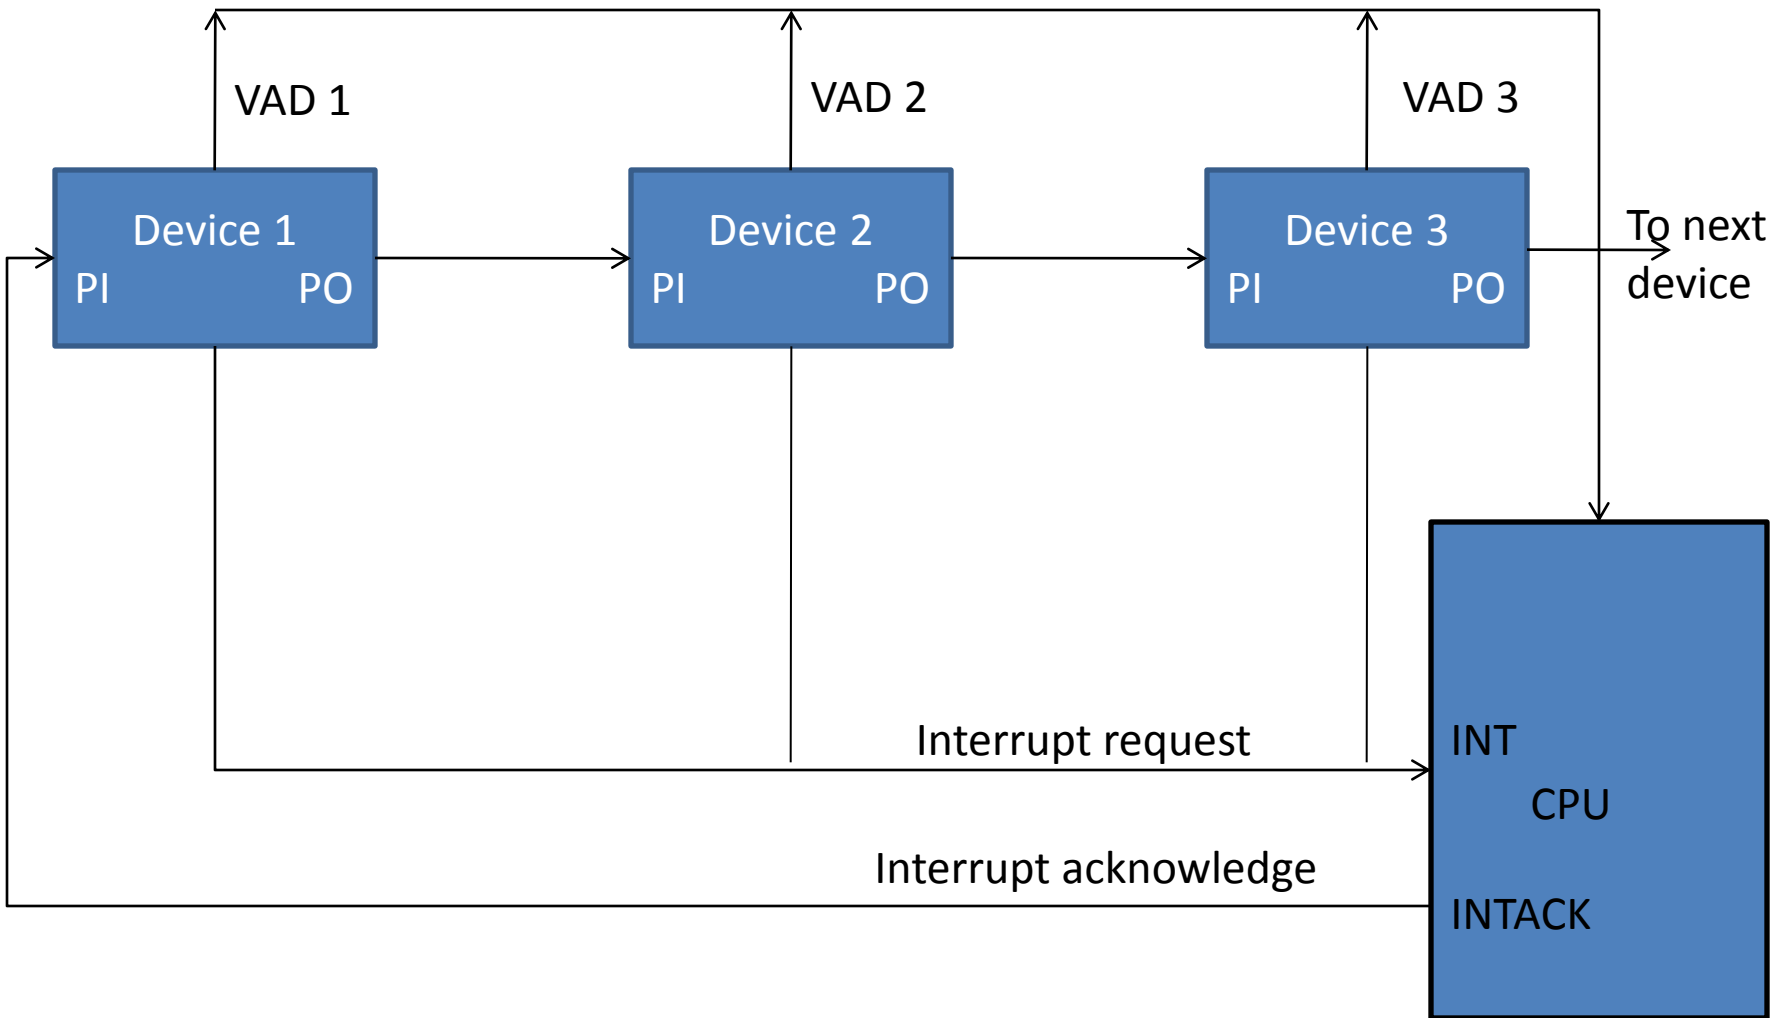 VAD 1
VAD 2
VAD 3
Device 1
PI PO
Device 2
PI PO
Device 3
PI PO
To next
device
Interrupt request
INT
CPU
Interrupt acknowledge
INTACK